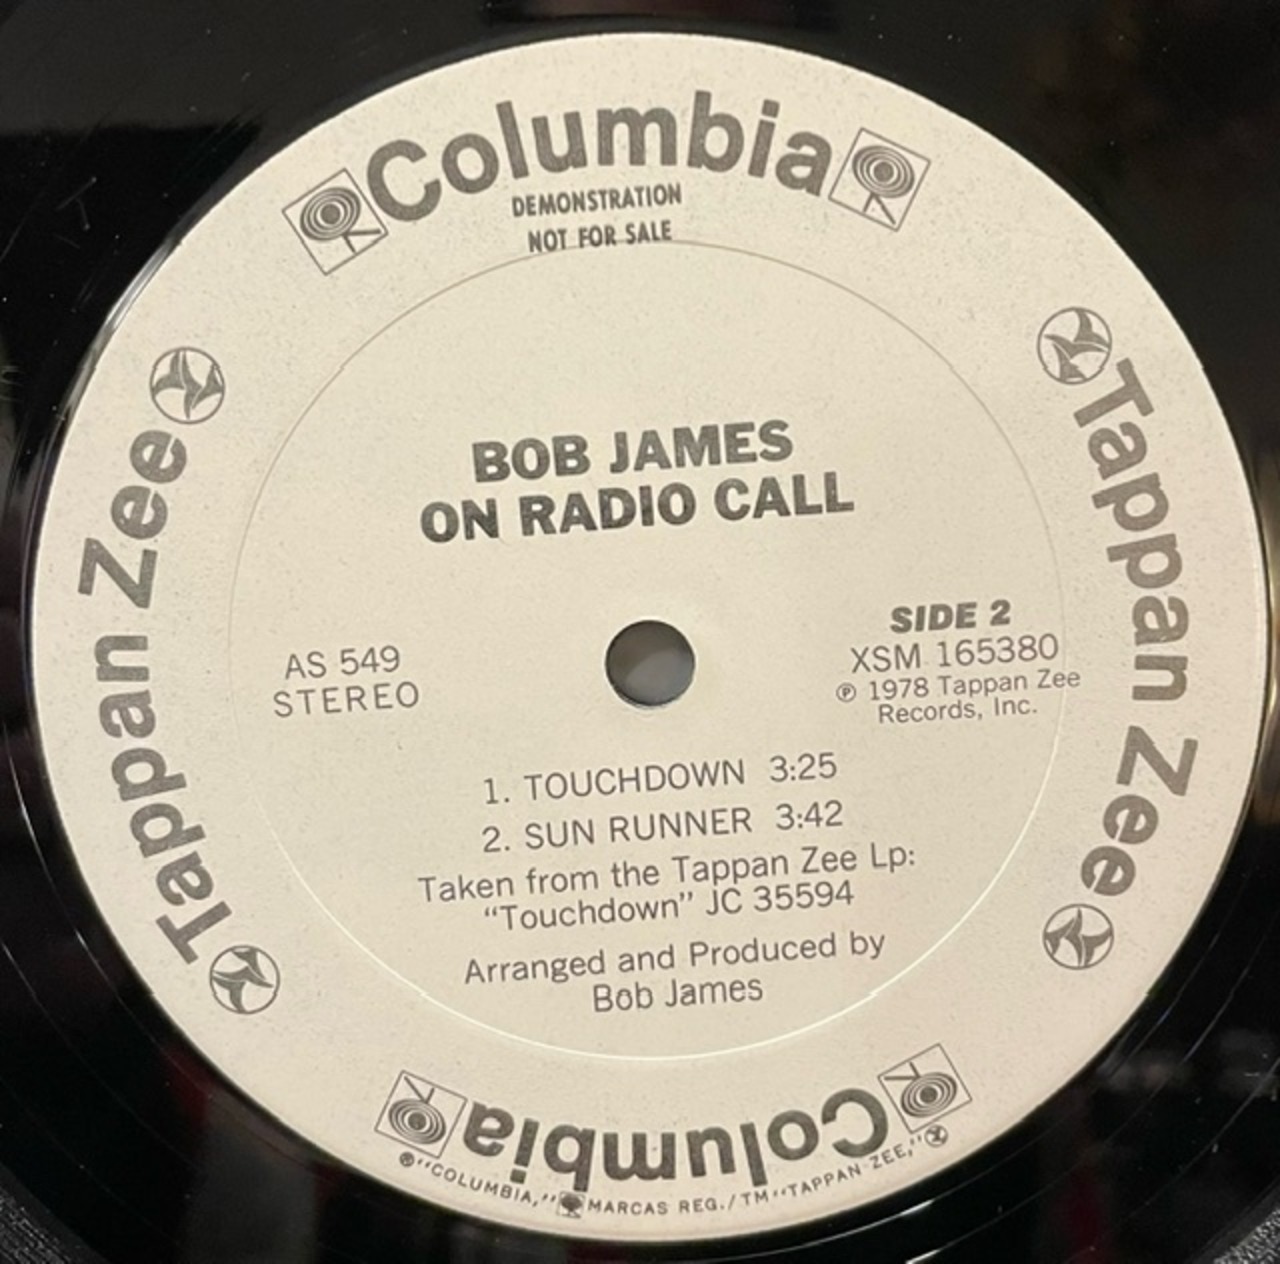 Columbia
DEMONSTRATION
NOT FOR SALE
Tappan Zee
Tappan Zee
BOB JAMES
ON RADIO CALL
AS 549
STEREO
SIDE 2
XSM 165380
℗ 1978 Tappan Zee
Records, Inc.
1. TOUCHDOWN 3:25
2. SUN RUNNER 3:42
Taken from the Tappan Zee Lp:
"Touchdown" JC 35594
Arranged and Produced by
Bob James
Columbia
®"COLUMBIA," MARCAS REG./TM"TAPPAN ZEE,"